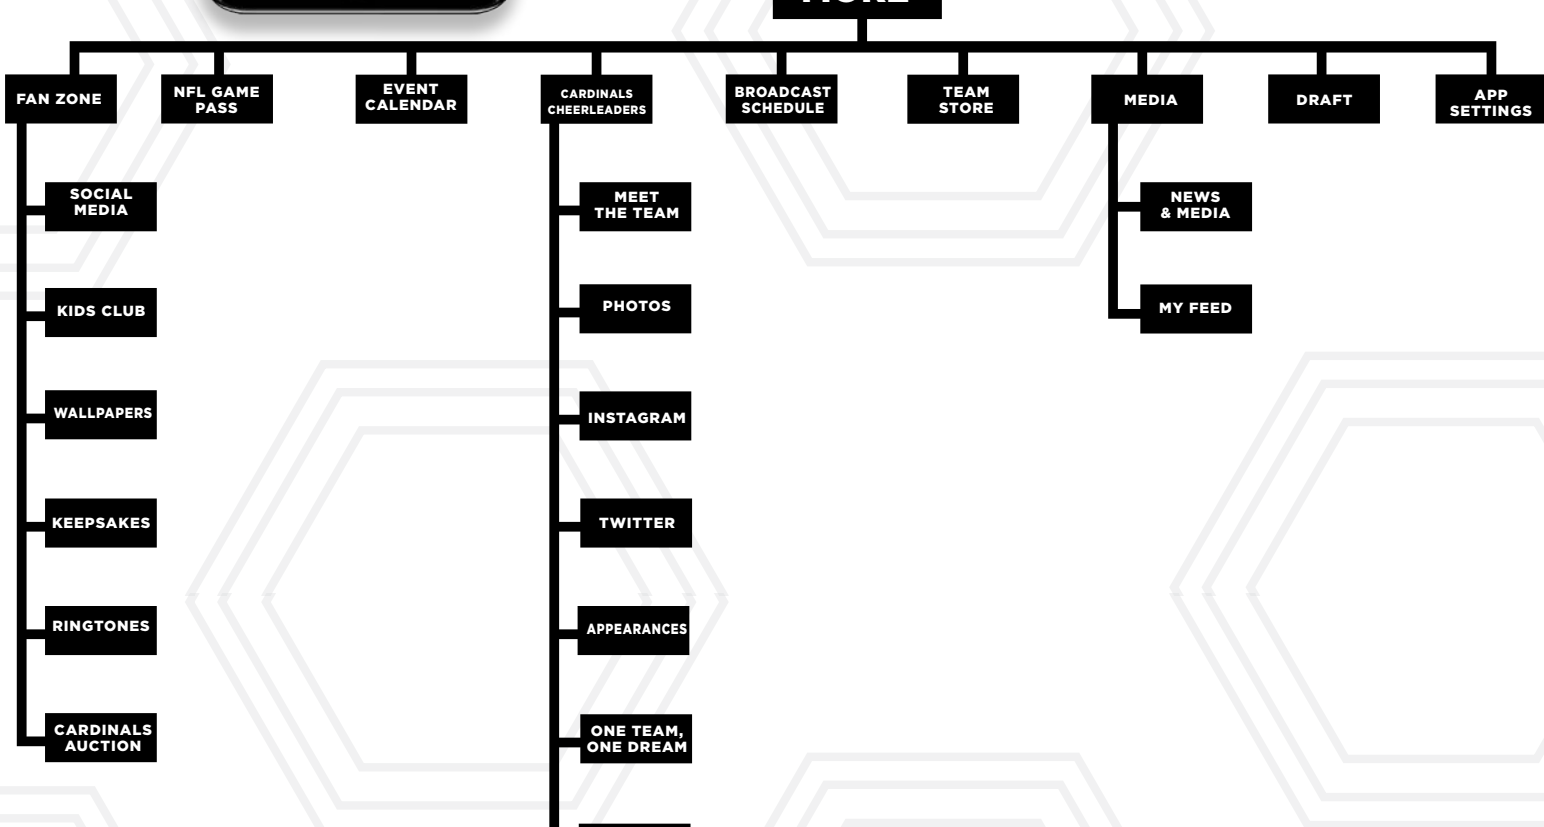 MORE
FAN ZONE
NFL GAME
PASS
EVENT
CALENDAR
CARDINALS
CHEERLEADERS
BROADCAST
SCHEDULE
TEAM
STORE
MEDIA
DRAFT
APP
SETTINGS
SOCIAL
MEDIA
KIDS CLUB
WALLPAPERS
KEEPSAKES
RINGTONES
CARDINALS
AUCTION
MEET
THE TEAM
PHOTOS
INSTAGRAM
TWITTER
APPEARANCES
ONE TEAM,
ONE DREAM
NEWS
& MEDIA
MY FEED